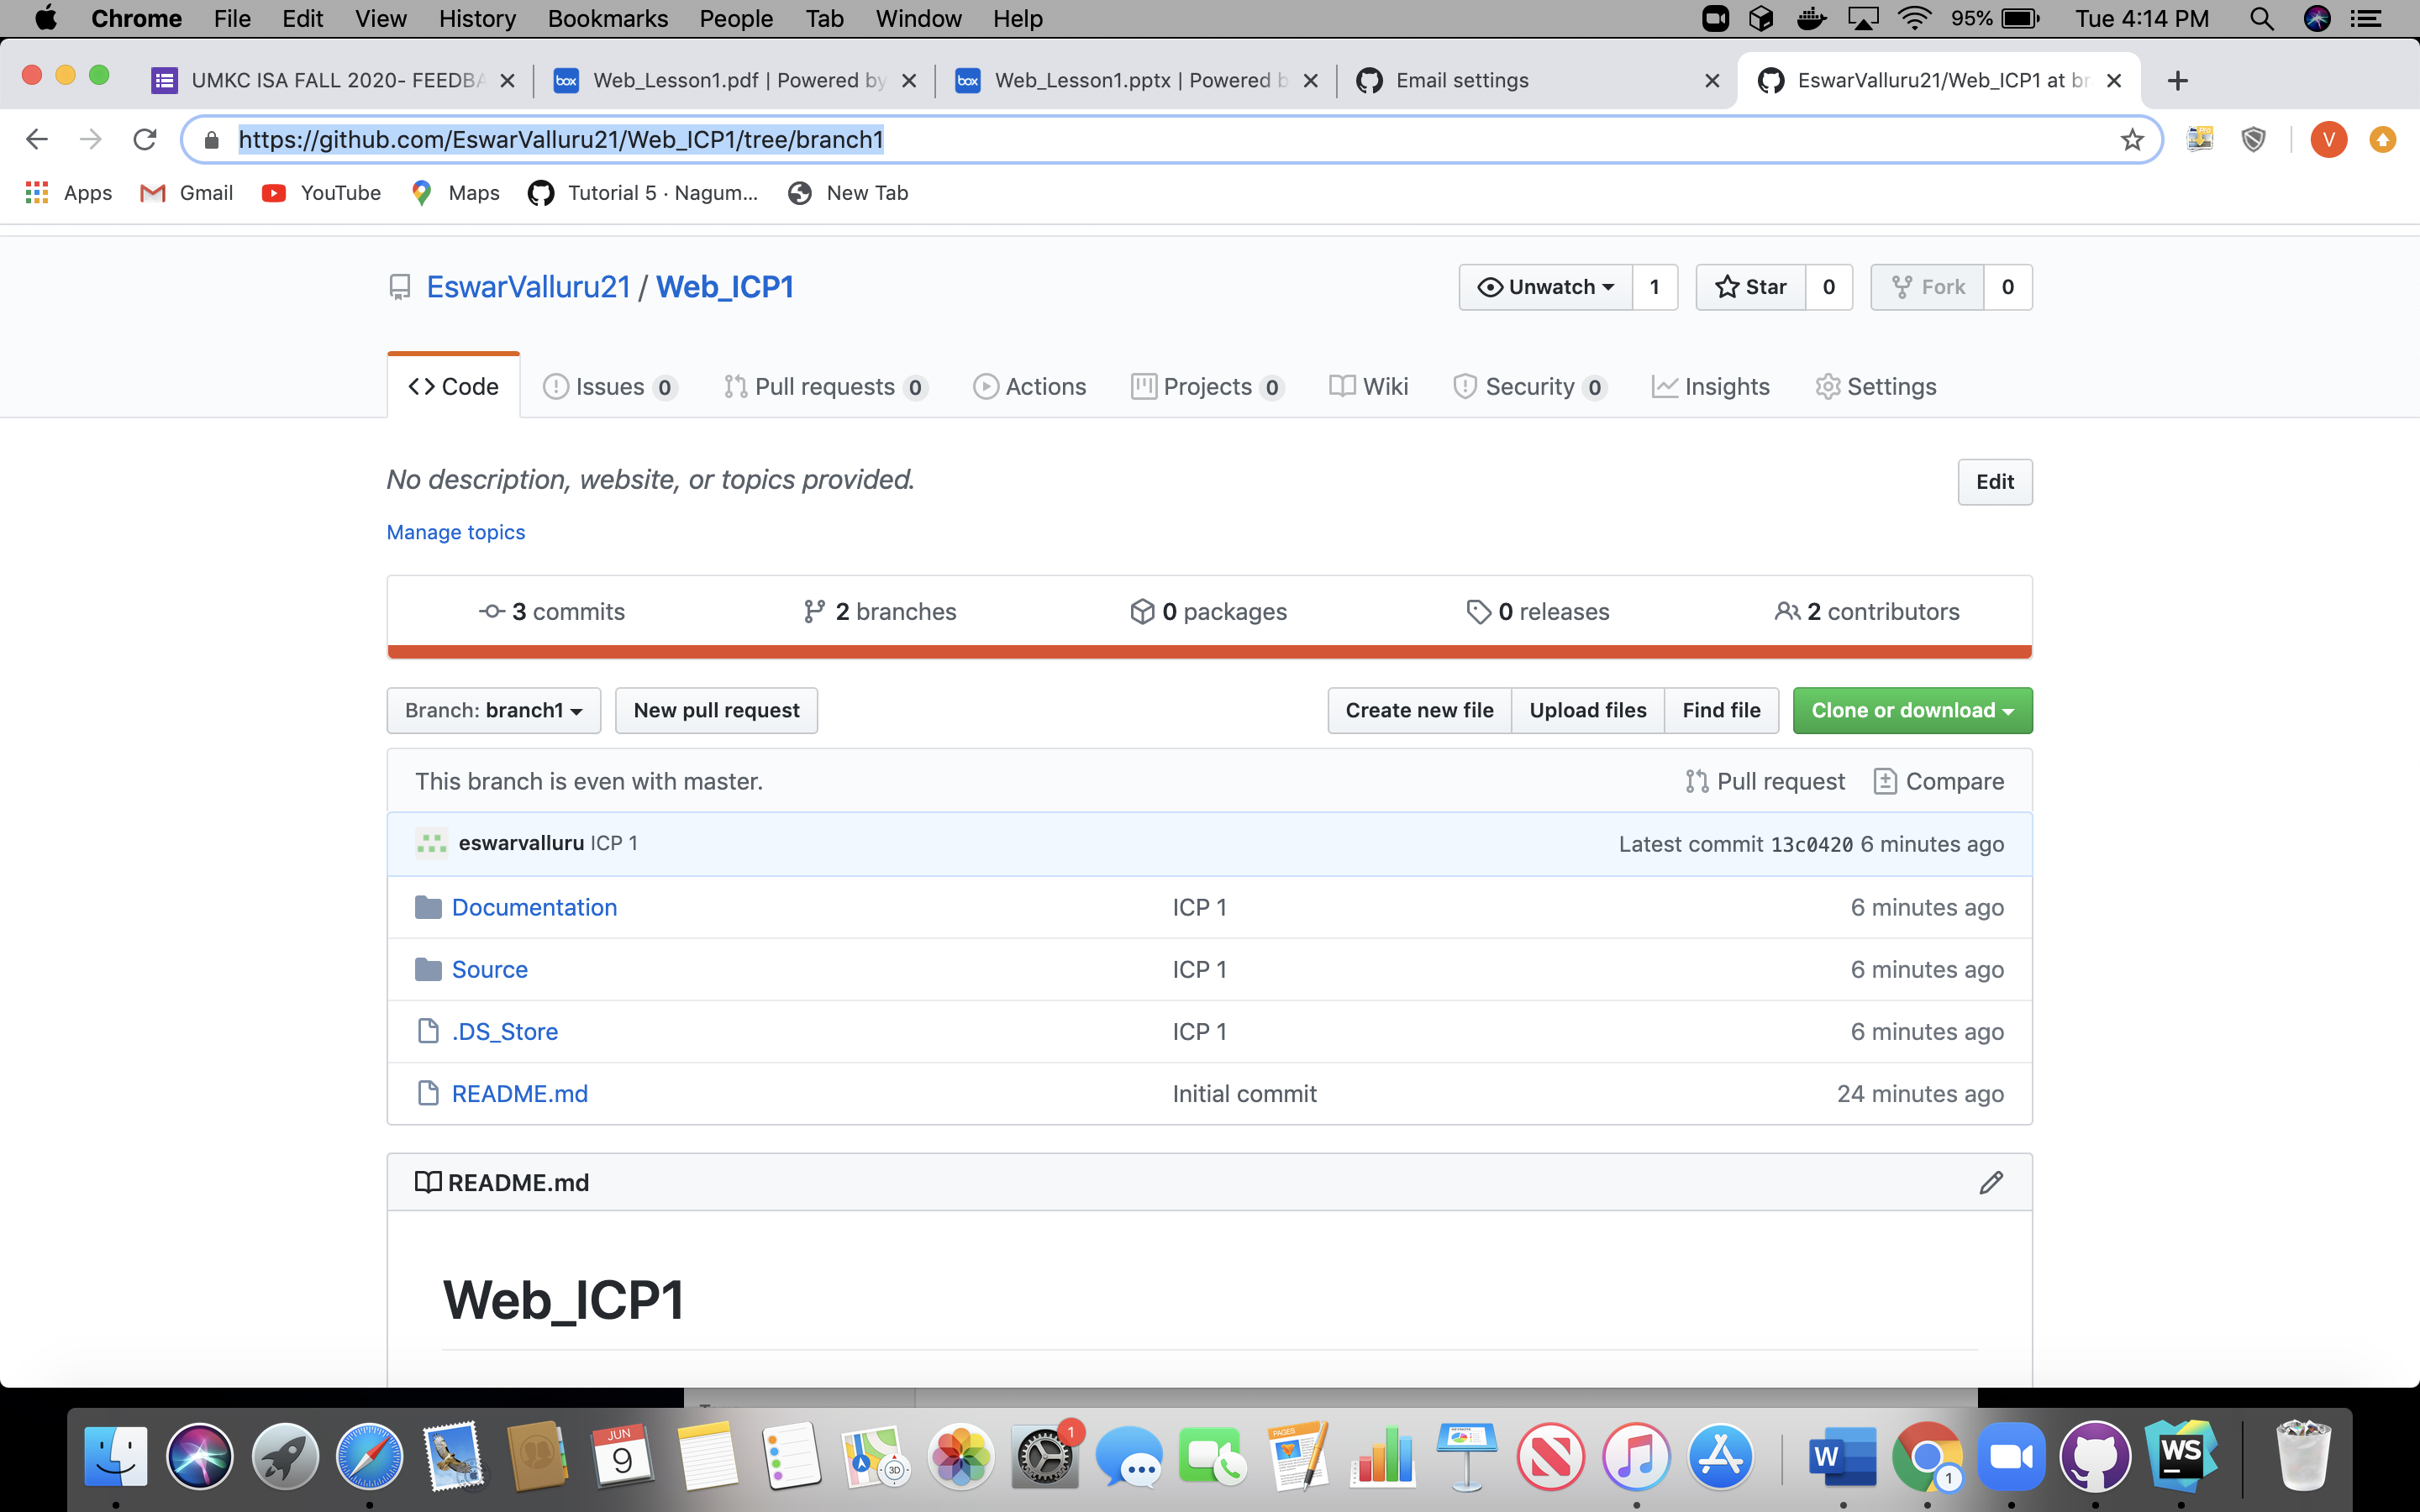 Chrome File Edit View History Bookmarks People Tab Window Help 95% Tue 4:14 PM
UMKC ISA FALL 2020- FEEDBA Web_Lesson1.pdf | Powered by Web_Lesson1.pptx | Powered b Email settings EswarValluru21/Web_ICP1 at br
https://github.com/EswarValluru21/Web_ICP1/tree/branch1 V
Apps Gmail YouTube Maps Tutorial 5 · Nagum... New Tab
EswarValluru21 / Web_ICP1 Unwatch 1 Star 0 Fork 0
Code Issues 0 Pull requests 0 Actions Projects 0 Wiki Security 0 Insights Settings
No description, website, or topics provided. Edit
Manage topics
3 commits 2 branches 0 packages 0 releases 2 contributors
Branch: branch1 New pull request Create new file Upload files Find file Clone or download
This branch is even with master. Pull request Compare
eswarvalluru ICP 1 Latest commit 13c0420 6 minutes ago
Documentation ICP 1 6 minutes ago
Source ICP 1 6 minutes ago
.DS_Store ICP 1 6 minutes ago
README.md Initial commit 24 minutes ago
README.md
Web_ICP1
JUN 9 3D 1 PAGES W 1 WS